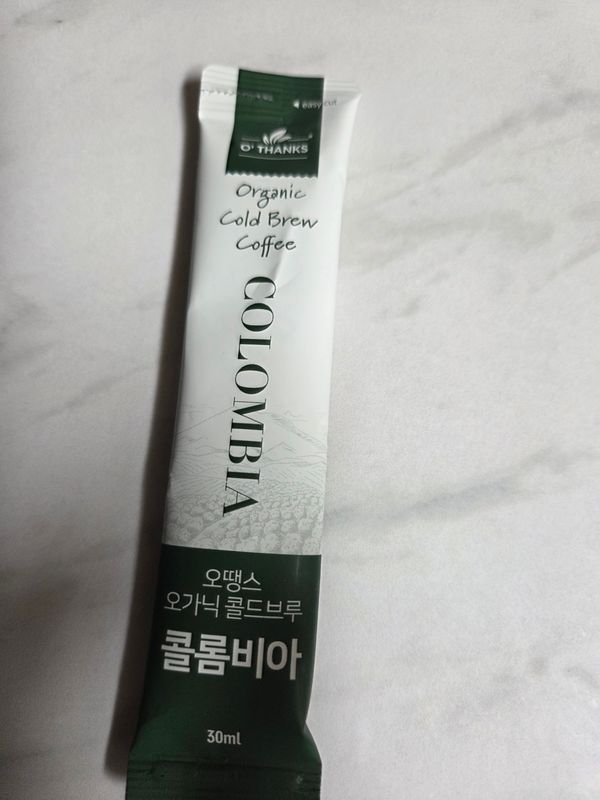 easy cut
O' THANKS
Organic
Cold Brew
Coffee
COLOMBIA
오땡스
오가닉 콜드브루
콜롬비아
30ml